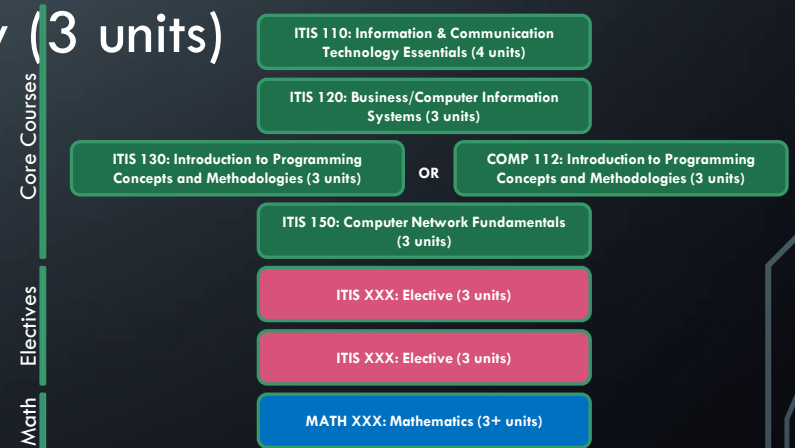 (3 units)
Core Courses
ITIS 110: Information & Communication
Technology Essentials (4 units)
ITIS 120: Business/Computer Information
Systems (3 units)
ITIS 130: Introduction to Programming
Concepts and Methodologies (3 units)
OR
COMP 112: Introduction to Programming
Concepts and Methodologies (3 units)
ITIS 150: Computer Network Fundamentals
(3 units)
Electives
ITIS XXX: Elective (3 units)
ITIS XXX: Elective (3 units)
Math
MATH XXX: Mathematics (3+ units)